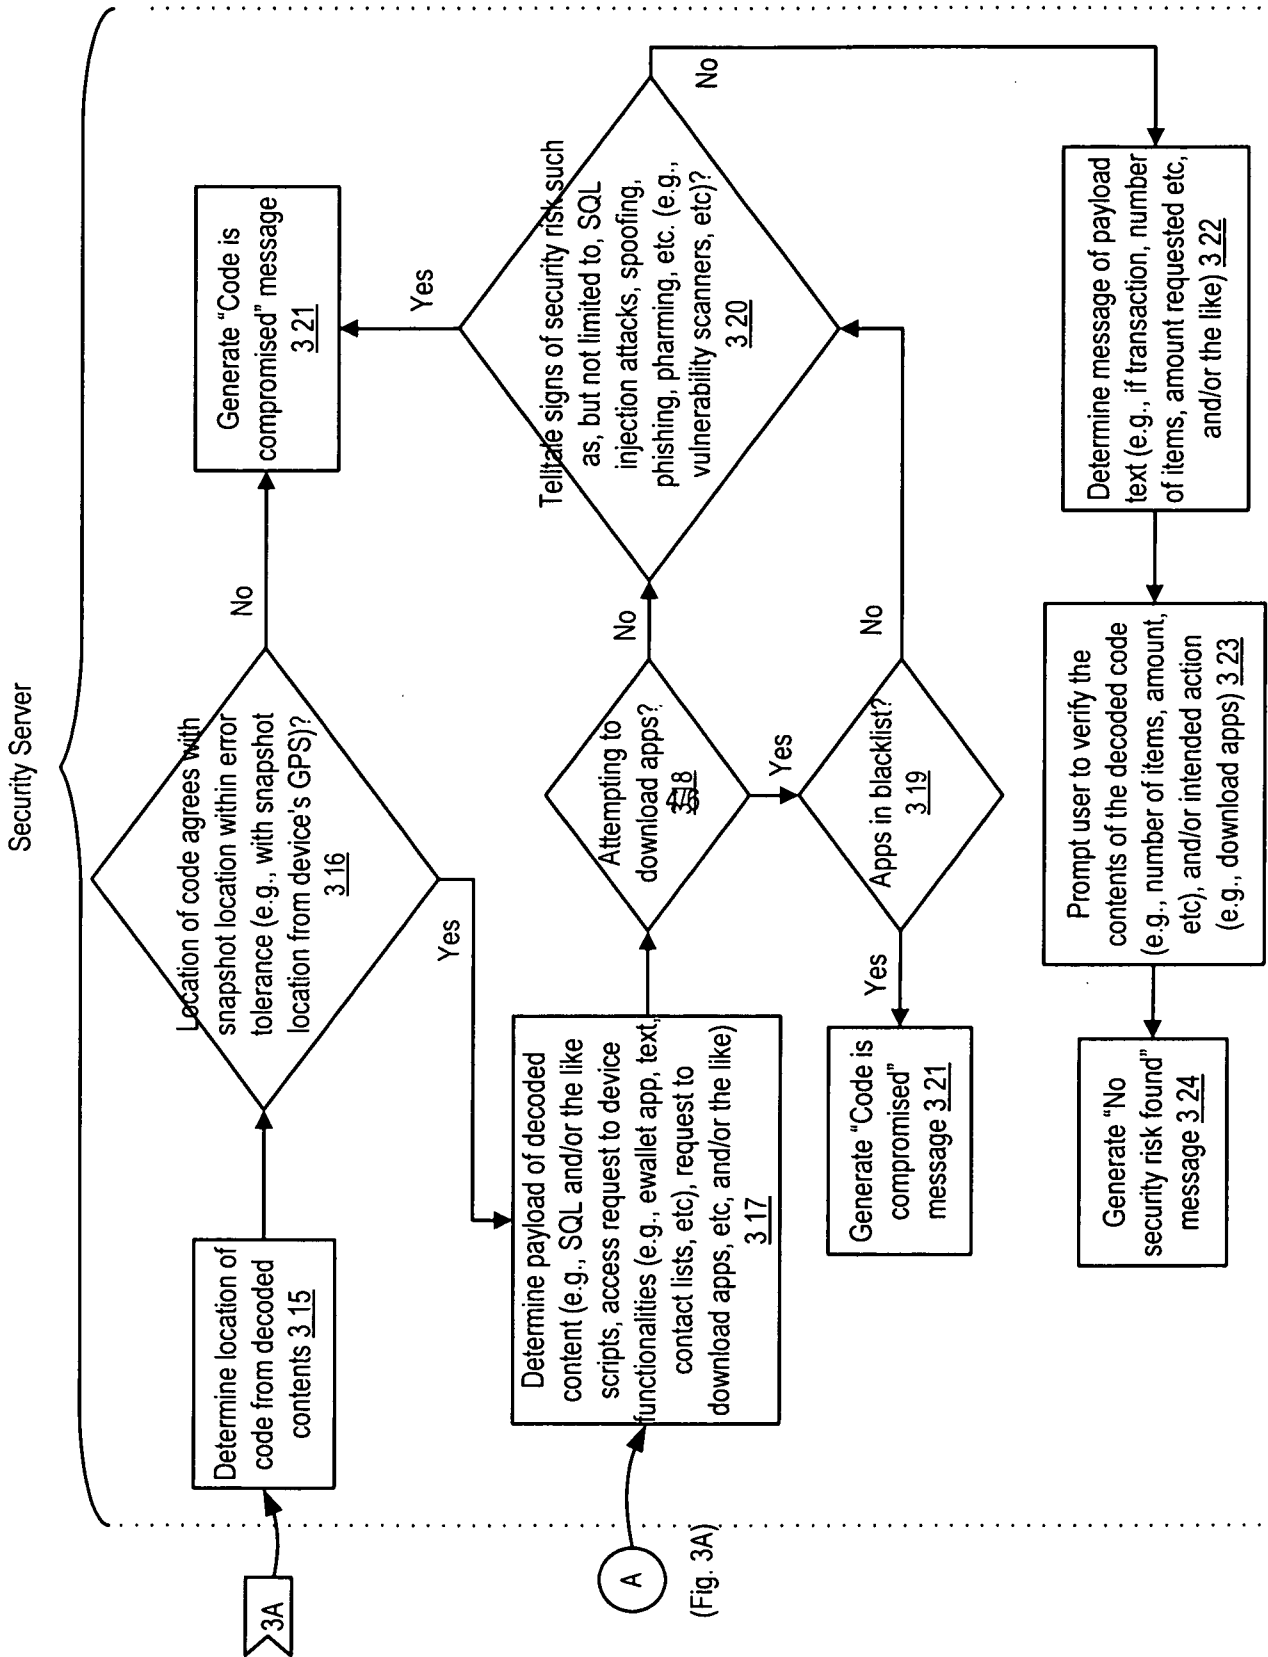 Security Server
3A
Determine location of
code from decoded
contents 3 15
Location of code agrees with
snapshot location within error
tolerance (e.g., with snapshot
location from device's GPS)?
3 16
No
Yes
Generate “Code is
compromised” message
3 21
A
(Fig. 3A)
Determine payload of decoded
content (e.g., SQL and/or the like
scripts, access request to device
functionalities (e.g., ewallet app, text,
contact lists, etc), request to
download apps, etc, and/or the like)
3 17
Attempting to
download apps?
No
Yes
Apps in blacklist?
3 19
Yes
No
Generate “Code is
compromised”
message 3 21
Telltale signs of security risk such
as, but not limited to, SQL
injection attacks, spoofing,
phishing, pharming, etc. (e.g.,
vulnerability scanners, etc)?
3 20
Yes
No
Determine message of payload
text (e.g., if transaction, number
of items, amount requested etc,
and/or the like) 3 22
Prompt user to verify the
contents of the decoded code
(e.g., number of items, amount,
etc), and/or intended action
(e.g., download apps) 3 23
Generate “No
security risk found”
message 3 24